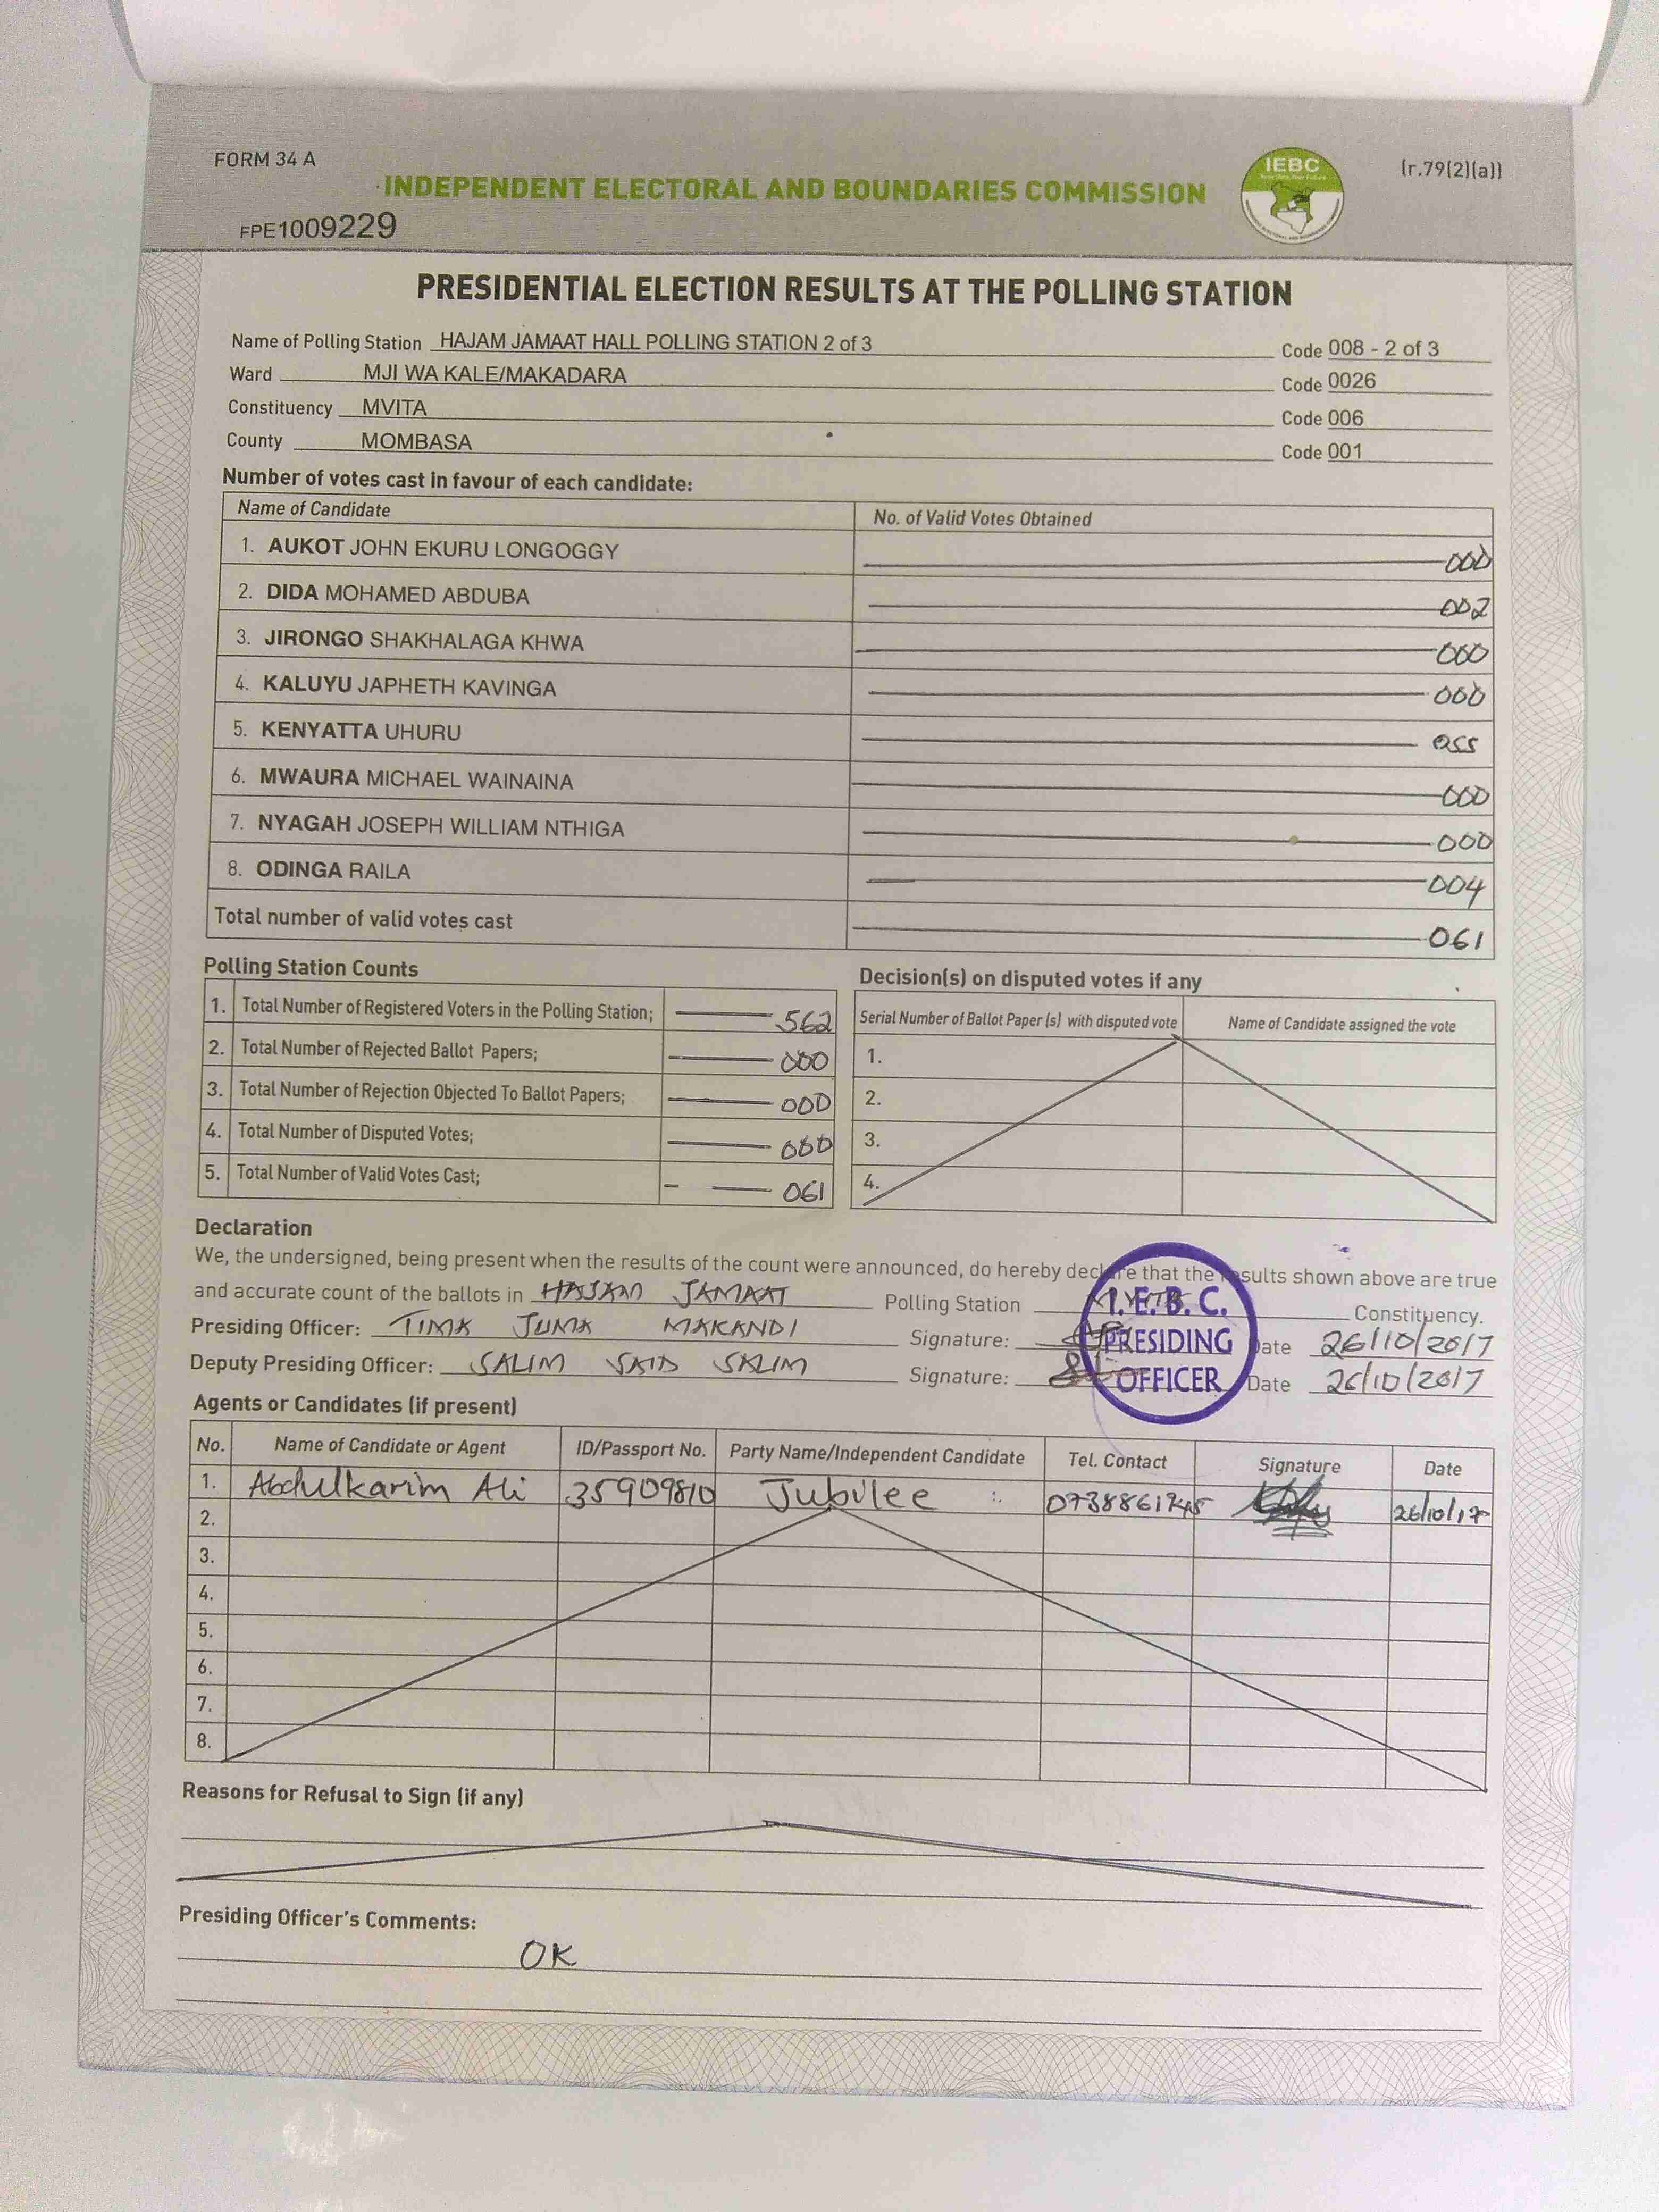 FORM 34 A
IEBC
(r.79(2)(a))
INDEPENDENT ELECTORAL AND BOUNDARIES COMMISSION
FPE1009229
PRESIDENTIAL ELECTION RESULTS AT THE POLLING STATION
Name of Polling Station HAJAM JAMAAT HALL POLLING STATION 2 of 3 Code 008 - 2 of 3
Ward MJI WA KALE/MAKADARA Code 0026
Constituency MVITA Code 006
County MOMBASA Code 001
Number of votes cast in favour of each candidate:
Name of Candidate No. of Valid Votes Obtained
1. AUKOT JOHN EKURU LONGOGGY 000
2. DIDA MOHAMED ABDUBA 002
3. JIRONGO SHAKHALAGA KHWA 000
4. KALUYU JAPHETH KAVINGA 000
5. KENYATTA UHURU 055
6. MWAURA MICHAEL WAINAINA 000
7. NYAGAH JOSEPH WILLIAM NTHIGA 000
8. ODINGA RAILA 004
Total number of valid votes cast 061
Polling Station Counts
1. Total Number of Registered Voters in the Polling Station; 562
2. Total Number of Rejected Ballot Papers; 000
3. Total Number of Rejection Objected To Ballot Papers; 000
4. Total Number of Disputed Votes; 000
5. Total Number of Valid Votes Cast; 061
Decision(s) on disputed votes if any
Serial Number of Ballot Paper (s) with disputed vote Name of Candidate assigned the vote
1.
2.
3.
4.
Declaration
We, the undersigned, being present when the results of the count were announced, do hereby declare that the results shown above are true
and accurate count of the ballots in HAJAM JAMAAT Polling Station MVITA Constituency.
Presiding Officer: TIMA JUMA MAKANDI Signature: Date 26/10/2017
Deputy Presiding Officer: SALIM SAID SALIM Signature: Date 26/10/2017
I.E.B.C.
PRESIDING
OFFICER
Agents or Candidates (if present)
No. Name of Candidate or Agent ID/Passport No. Party Name/Independent Candidate Tel. Contact Signature Date
1. Abdulkarim Ali 35909810 Jubilee 26/10/17
2.
3.
4.
5.
6.
7.
8.
Reasons for Refusal to Sign (if any)
Presiding Officer's Comments:
OK